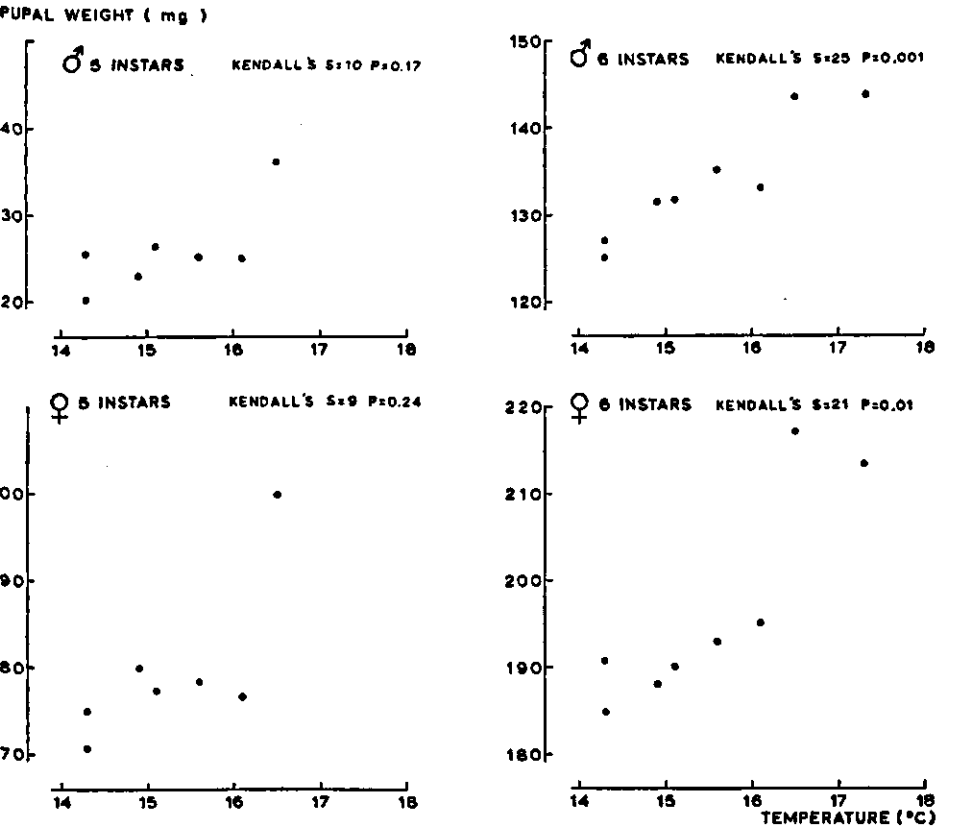 PUPAL WEIGHT ( mg )
♂ 5 INSTARS KENDALL'S S=10 P=0.17
40
30
20
14 15 16 17 18
♂ 6 INSTARS KENDALL'S S=25 P=0.001
150
140
130
120
14 15 16 17 18
♀ 5 INSTARS KENDALL'S S=9 P=0.24
00
90
80
70
14 15 16 17 18
♀ 6 INSTARS KENDALL'S S=21 P=0.01
220
210
200
190
180
14 15 16 17 18
TEMPERATURE (°C)